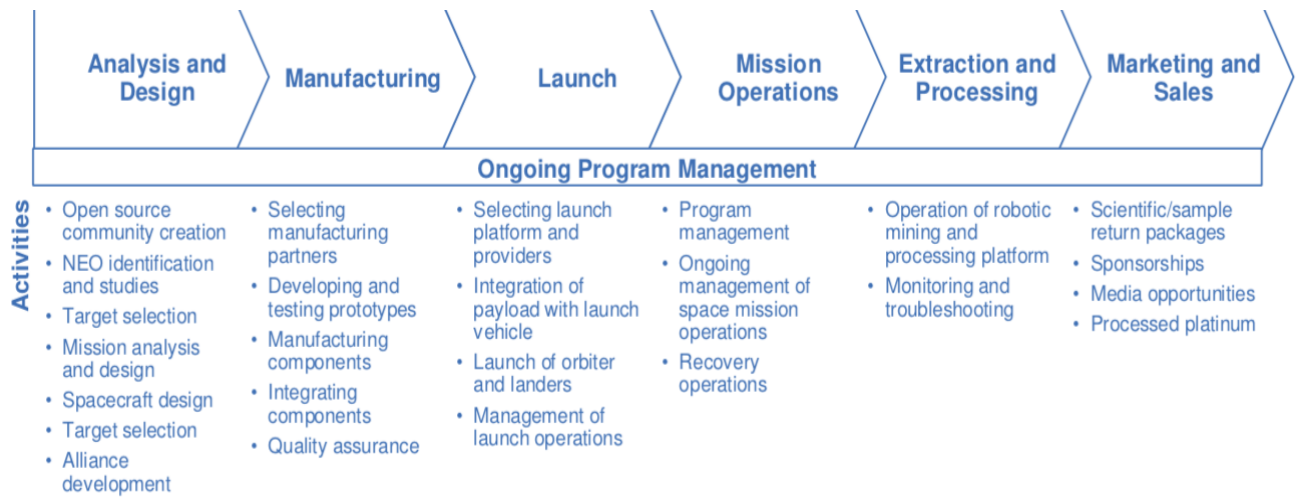 Analysis and
Design
Manufacturing
Launch
Mission
Operations
Extraction and
Processing
Marketing and
Sales
Ongoing Program Management
Activities
• Open source
community creation
• NEO identification
and studies
• Target selection
• Mission analysis
and design
• Spacecraft design
• Target selection
• Alliance
development
• Selecting
manufacturing
partners
• Developing and
testing prototypes
• Manufacturing
components
• Integrating
components
• Quality assurance
• Selecting launch
platform and
providers
• Integration of
payload with launch
vehicle
• Launch of orbiter
and landers
• Management of
launch operations
• Program
management
• Ongoing
management of
space mission
operations
• Recovery
operations
• Operation of robotic
mining and
processing platform
• Monitoring and
troubleshooting
• Scientific/sample
return packages
• Sponsorships
• Media opportunities
• Processed platinum